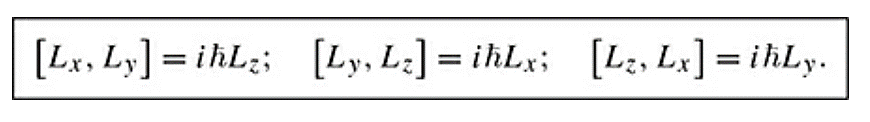 [Lx, Ly] = iħLz; [Ly, Lz] = iħLx; [Lz, Lx] = iħLy.